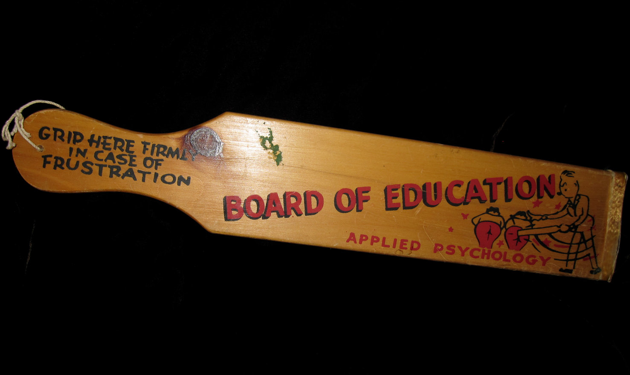 GRIP HERE FIRMLY
IN CASE OF
FRUSTRATION
BOARD OF EDUCATION
APPLIED PSYCHOLOGY